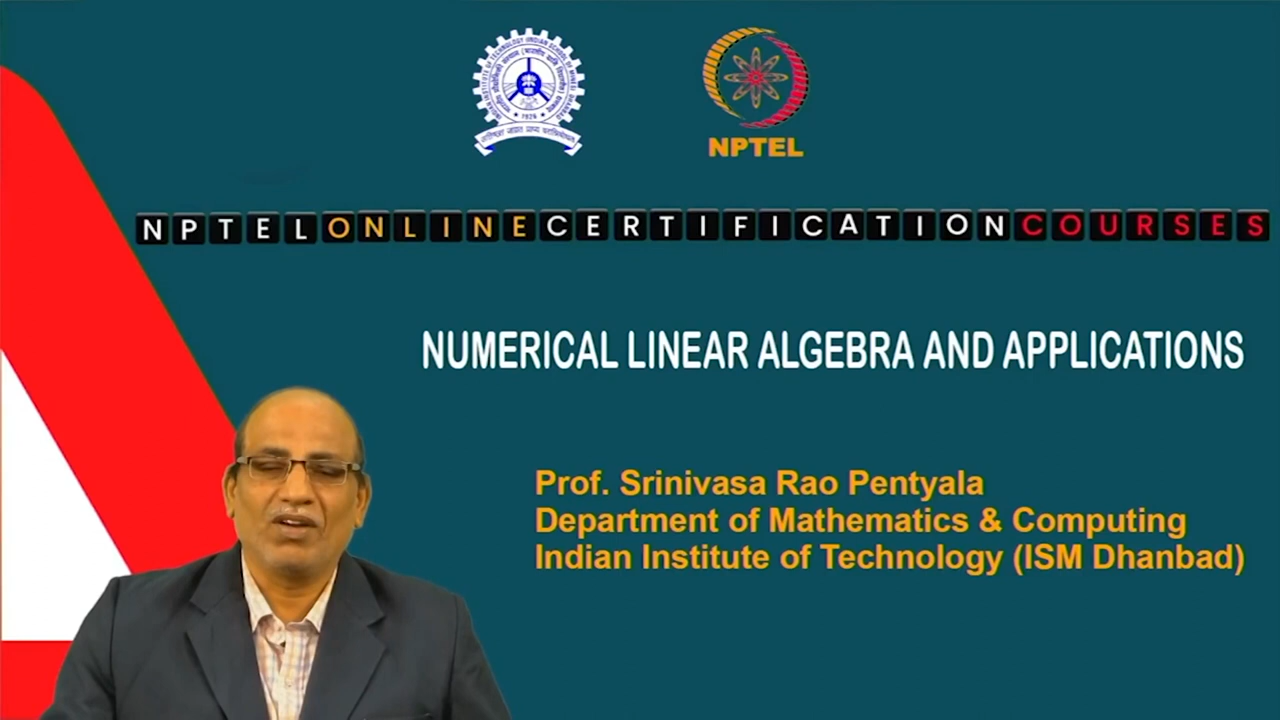 1926
NPTEL
NPTEL ONLINE CERTIFICATION COURSES
NUMERICAL LINEAR ALGEBRA AND APPLICATIONS
Prof. Srinivasa Rao Pentyala
Department of Mathematics & Computing
Indian Institute of Technology (ISM Dhanbad)